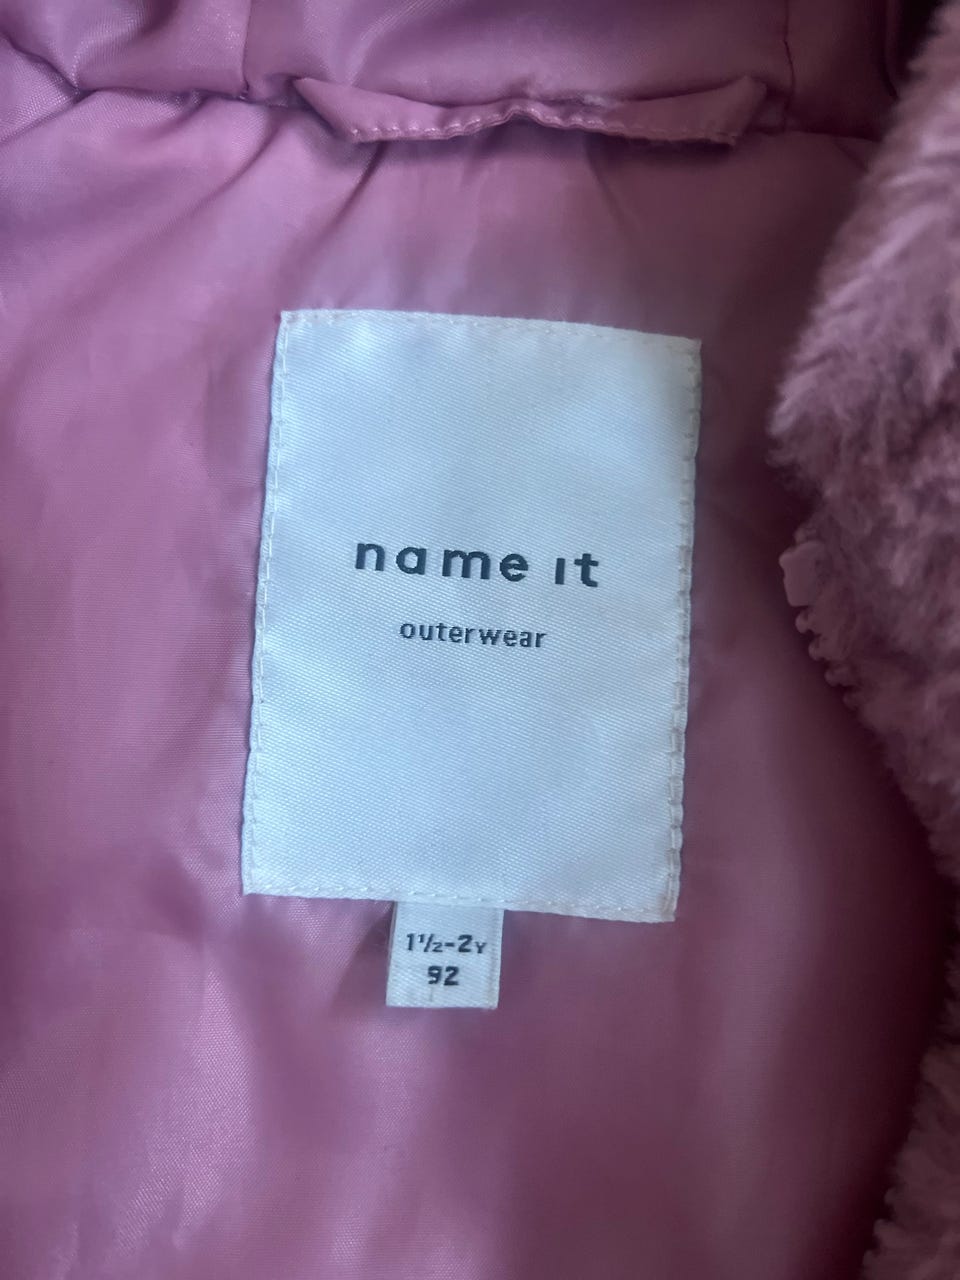 name it
outerwear
1½-2Y
92